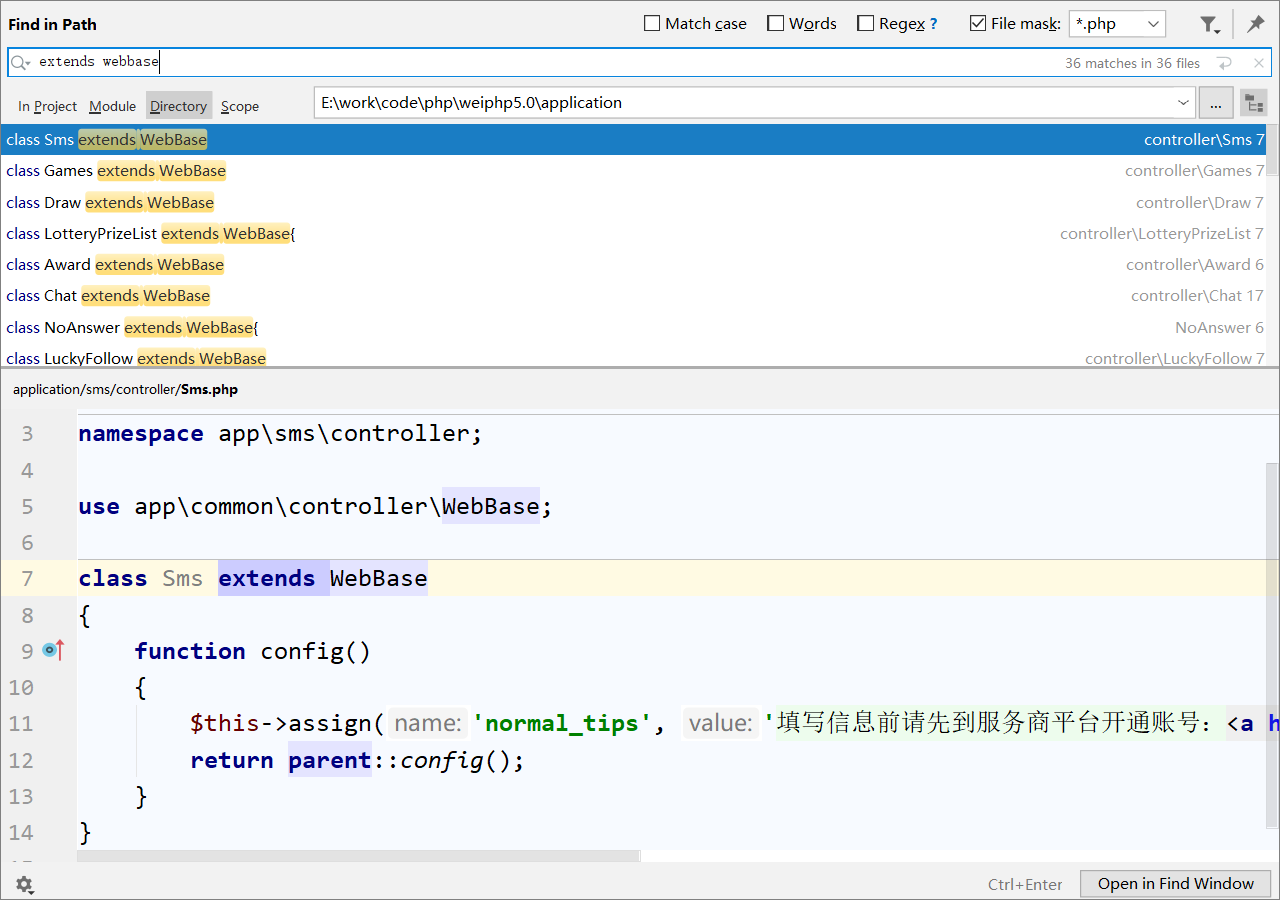 Find in Path Match case Words Regex ? File mask: *.php
extends webbase 36 matches in 36 files
In Project Module Directory Scope E:\work\code\php\weiphp5.0\application ...
class Sms extends WebBase controller\Sms 7
class Games extends WebBase controller\Games 7
class Draw extends WebBase controller\Draw 7
class LotteryPrizeList extends WebBase{ controller\LotteryPrizeList 7
class Award extends WebBase controller\Award 6
class Chat extends WebBase controller\Chat 17
class NoAnswer extends WebBase{ NoAnswer 6
class LuckyFollow extends WebBase controller\LuckyFollow 7
application/sms/controller/Sms.php
3 namespace app\sms\controller;
4
5 use app\common\controller\WebBase;
6
7 class Sms extends WebBase
8 {
9 function config()
10 {
11 $this->assign( name: 'normal_tips', value: '填写信息前请先到服务商平台开通账号：<a h
12 return parent::config();
13 }
14 }
Ctrl+Enter Open in Find Window